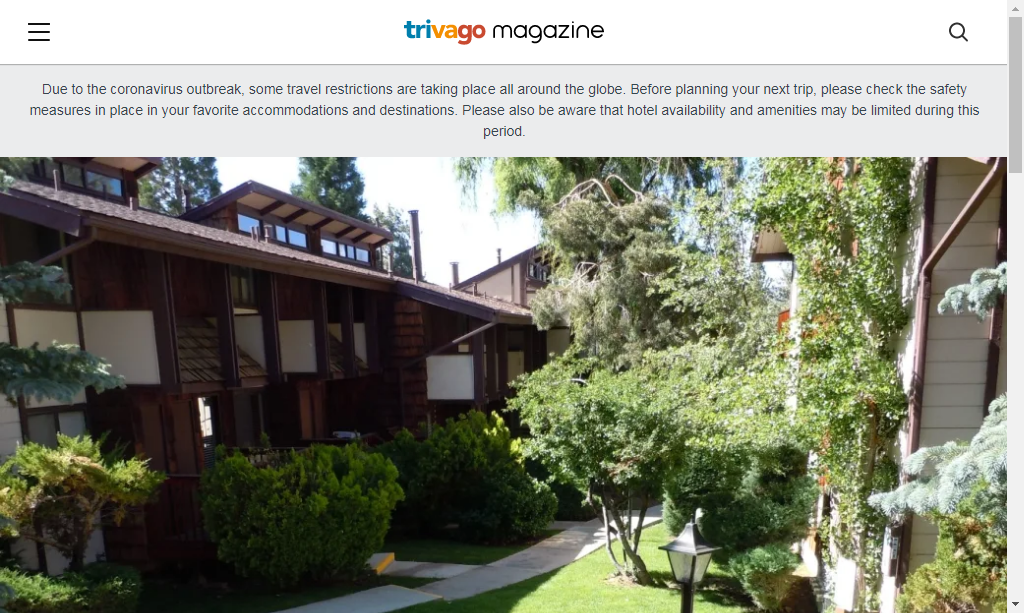 trivago magazine
Due to the coronavirus outbreak, some travel restrictions are taking place all around the globe. Before planning your next trip, please check the safety
measures in place in your favorite accommodations and destinations. Please also be aware that hotel availability and amenities may be limited during this
period.